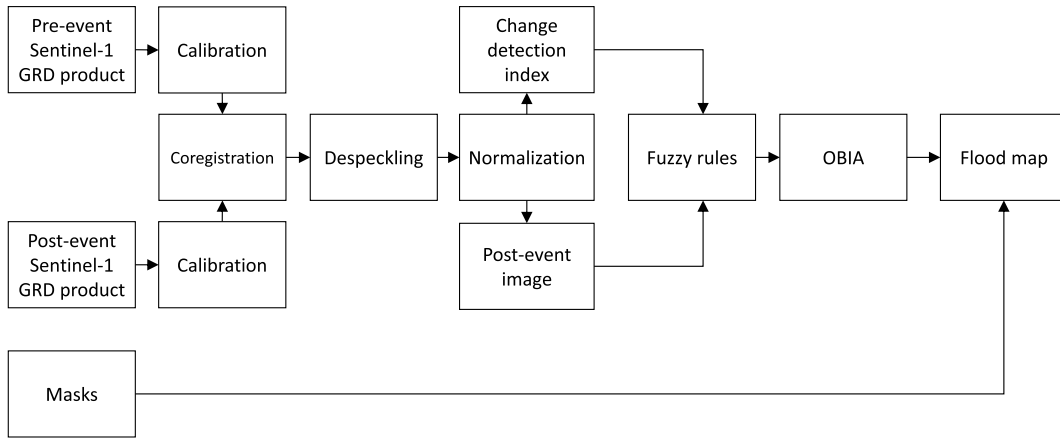 Pre-event
Sentinel-1
GRD product
Calibration
Change
detection
index
Coregistration
Despeckling
Normalization
Fuzzy rules
OBIA
Flood map
Post-event
Sentinel-1
GRD product
Calibration
Post-event
image
Masks